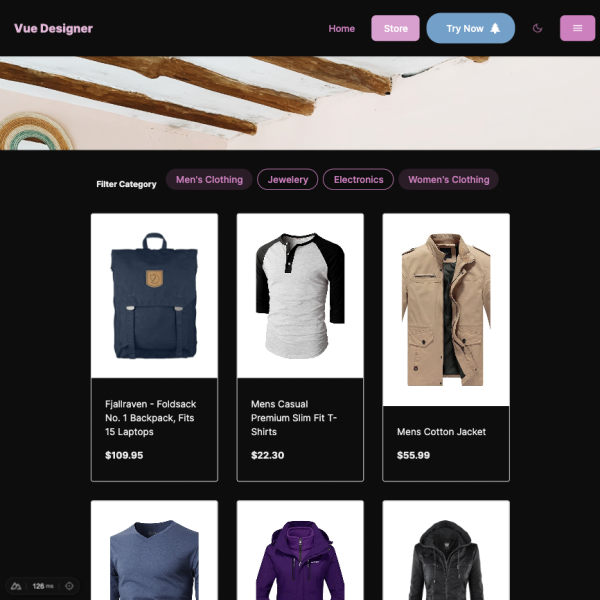 Vue Designer
Home
Store
Try Now
Filter Category
Men's Clothing
Jewelery
Electronics
Women's Clothing
Fjallraven - Foldsack
No. 1 Backpack, Fits
15 Laptops
$109.95
Mens Casual
Premium Slim Fit T-
Shirts
$22.30
Mens Cotton Jacket
$55.99
126 ms